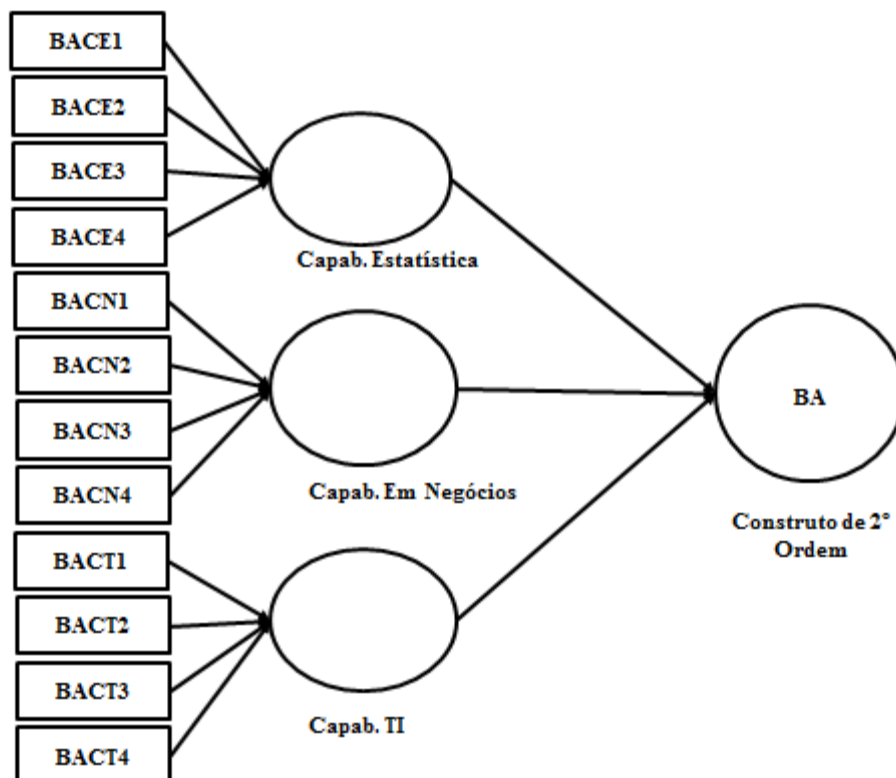 BACE1
BACE2
BACE3
BACE4
BACN1
BACN2
BACN3
BACN4
BACT1
BACT2
BACT3
BACT4
Capab. Estatística
Capab. Em Negócios
Capab. TI
BA
Construto de 2°
Ordem